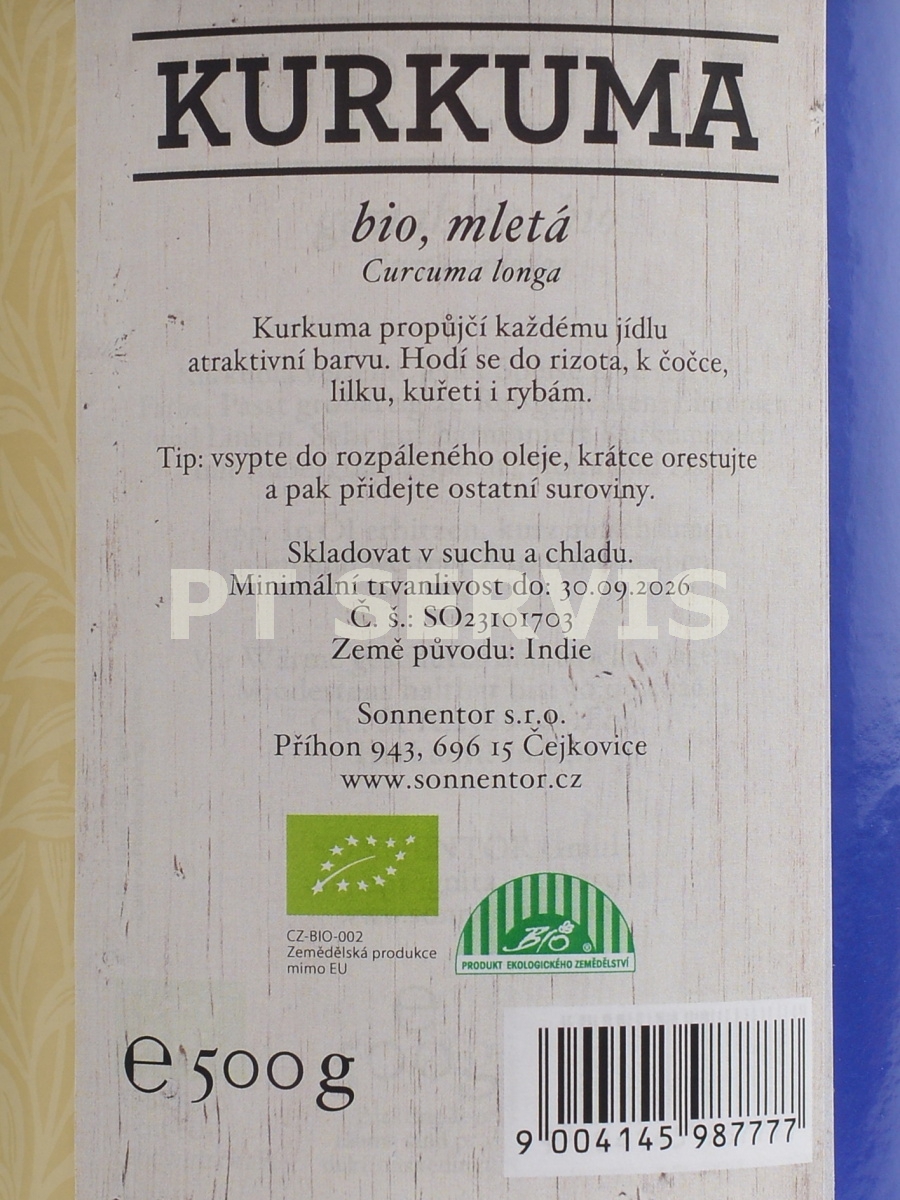 KURKUMA
bio, mletá
Curcuma longa
Kurkuma propůjčí každému jídlu
atraktivní barvu. Hodí se do rizota, k čočce,
lilku, kuřeti i rybám.
Tip: vsypte do rozpáleného oleje, krátce orestujte
a pak přidejte ostatní suroviny.
Skladovat v suchu a chladu.
Minimální trvanlivost do: 30.09.2026
PT SERVIS
Č. š.: SO23101703
Země původu: Indie
Sonnentor s.r.o.
Příhon 943, 696 15 Čejkovice
www.sonnentor.cz
CZ-BIO-002
Zemědělská produkce
mimo EU
BIO ®
PRODUKT EKOLOGICKÉHO ZEMĚDĚLSTVÍ
℮ 500 g
9 004145 987777